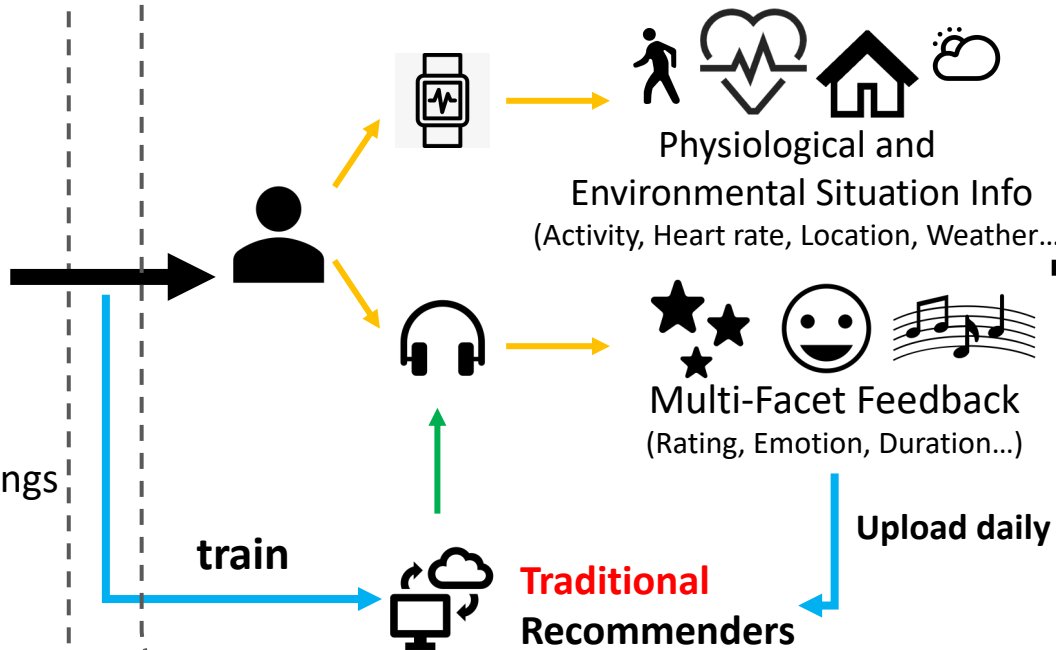 Physiological and
Environmental Situation Info
(Activity, Heart rate, Location, Weather…
Multi-Facet Feedback
(Rating, Emotion, Duration…)
ngs
Upload daily
train
Traditional
Recommenders